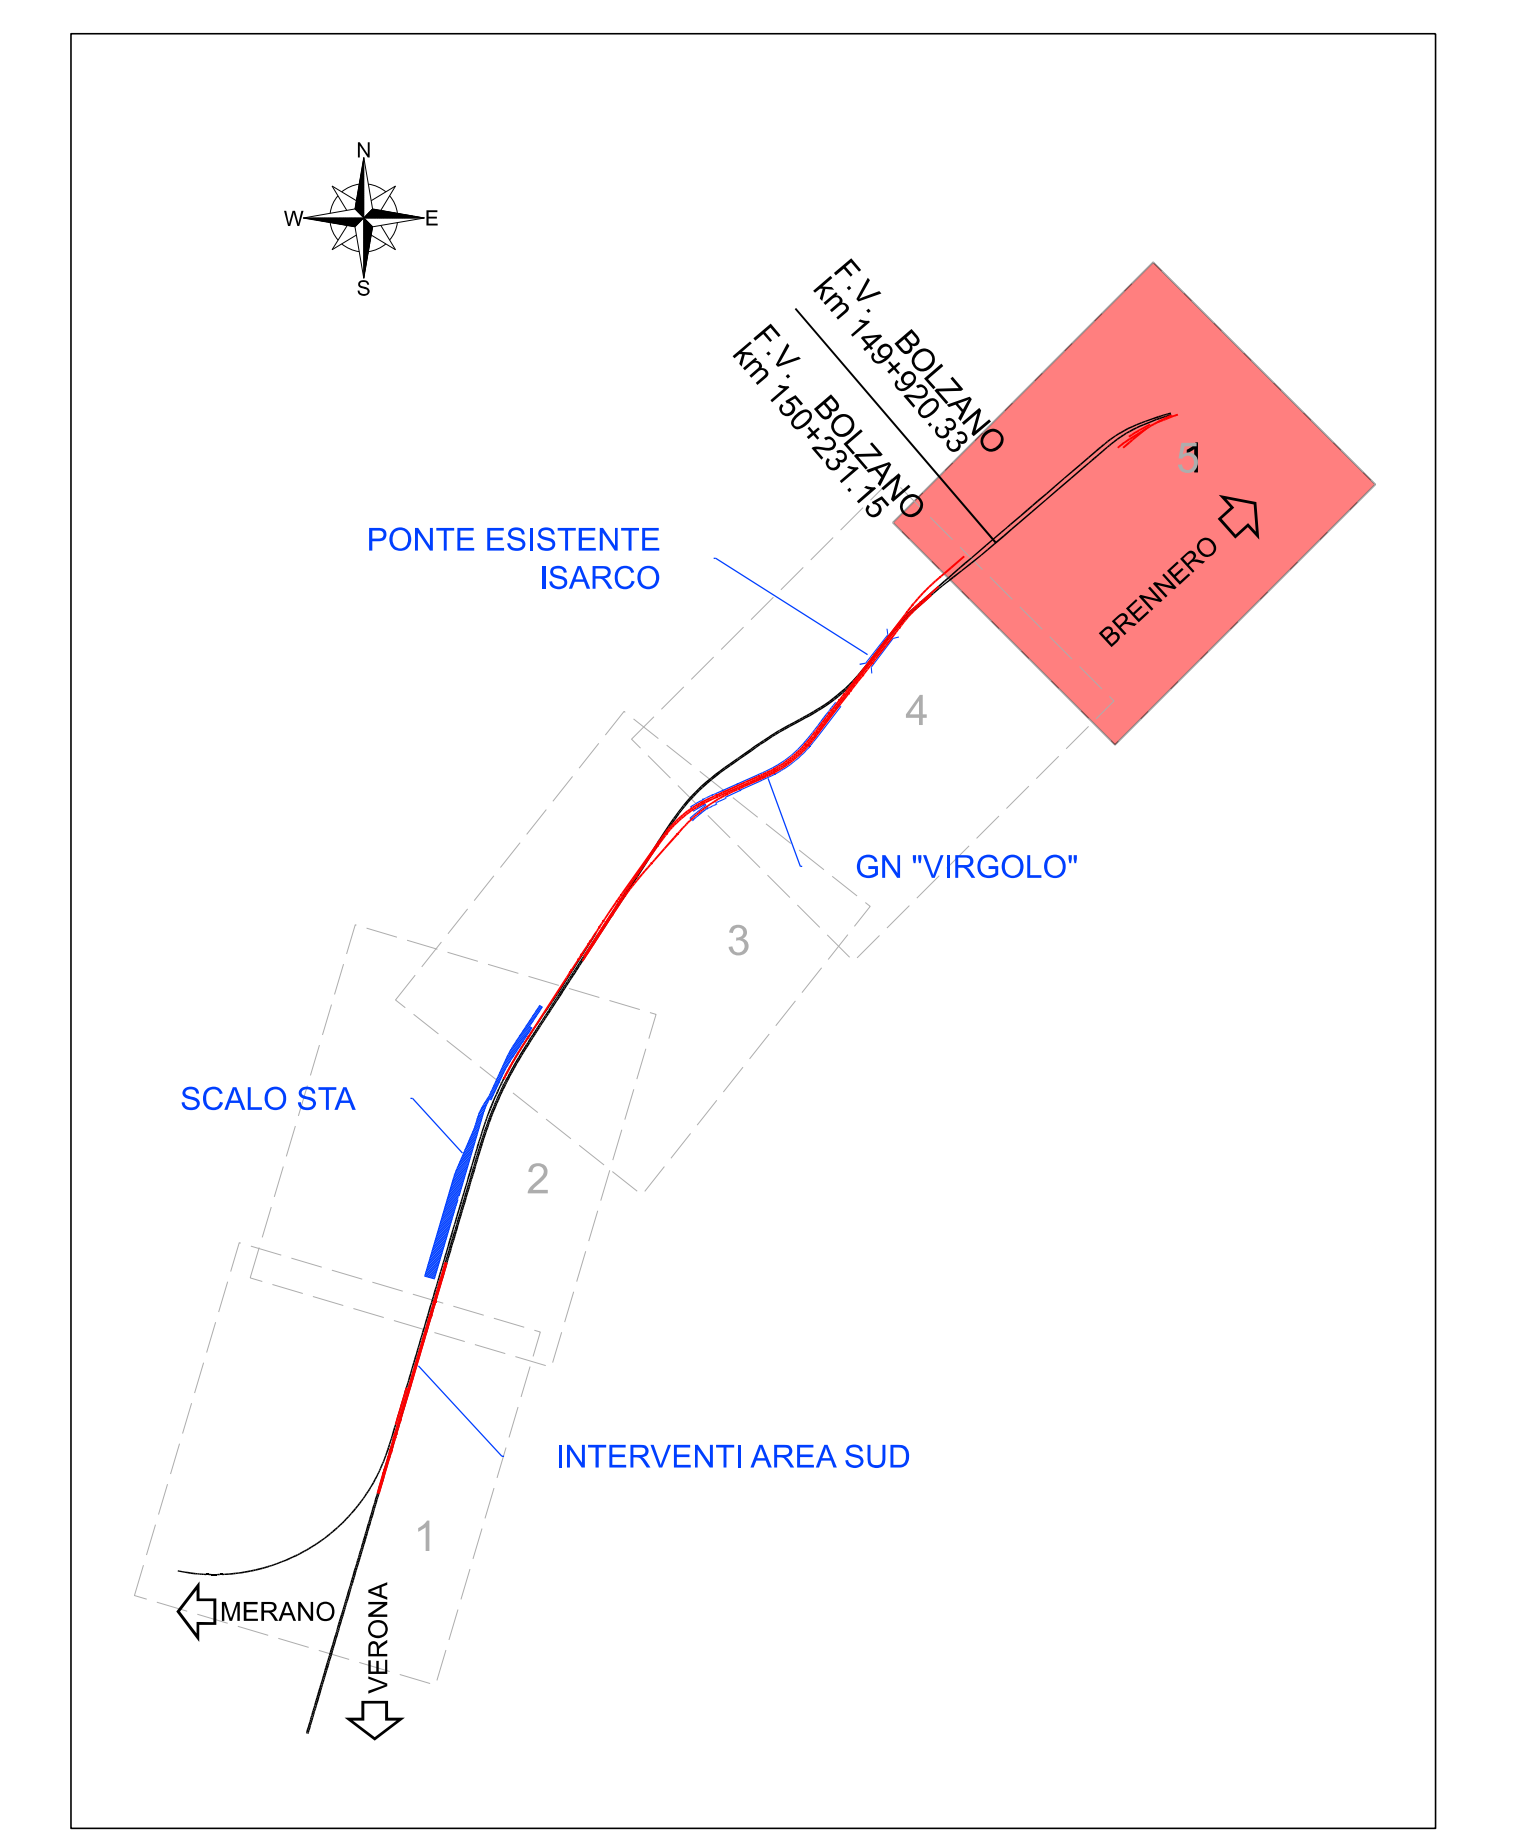 N
W
E
S
F.V. BOLZANO
km 149+920.33
F.V. BOLZANO
km 150+231.15
PONTE ESISTENTE
ISARCO
5
1
BRENNERO
4
GN "VIRGOLO"
3
SCALO STA
2
INTERVENTI AREA SUD
1
MERANO
VERONA